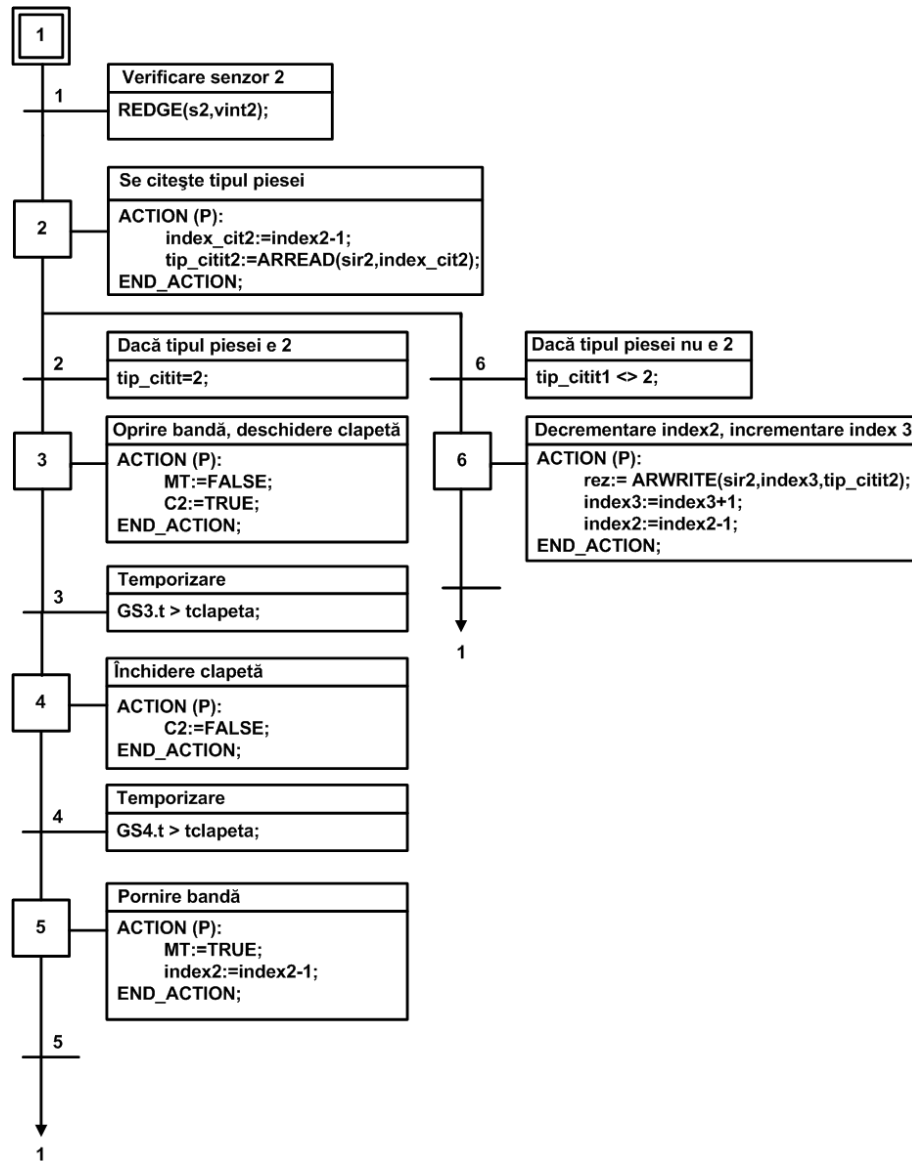 1
1
Verificare senzor 2
REDGE(s2,vint2);
2
Se citeşte tipul piesei
ACTION (P):
index_cit2:=index2-1;
tip_citit2:=ARREAD(sir2,index_cit2);
END_ACTION;
2
Dacă tipul piesei e 2
tip_citit=2;
6
Dacă tipul piesei nu e 2
tip_citit1 <> 2;
3
Oprire bandă, deschidere clapetă
ACTION (P):
MT:=FALSE;
C2:=TRUE;
END_ACTION;
6
Decrementare index2, incrementare index 3
ACTION (P):
rez:= ARWRITE(sir2,index3,tip_citit2);
index3:=index3+1;
index2:=index2-1;
END_ACTION;
1
3
Temporizare
GS3.t > tclapeta;
4
Închidere clapetă
ACTION (P):
C2:=FALSE;
END_ACTION;
4
Temporizare
GS4.t > tclapeta;
5
Pornire bandă
ACTION (P):
MT:=TRUE;
index2:=index2-1;
END_ACTION;
5
1